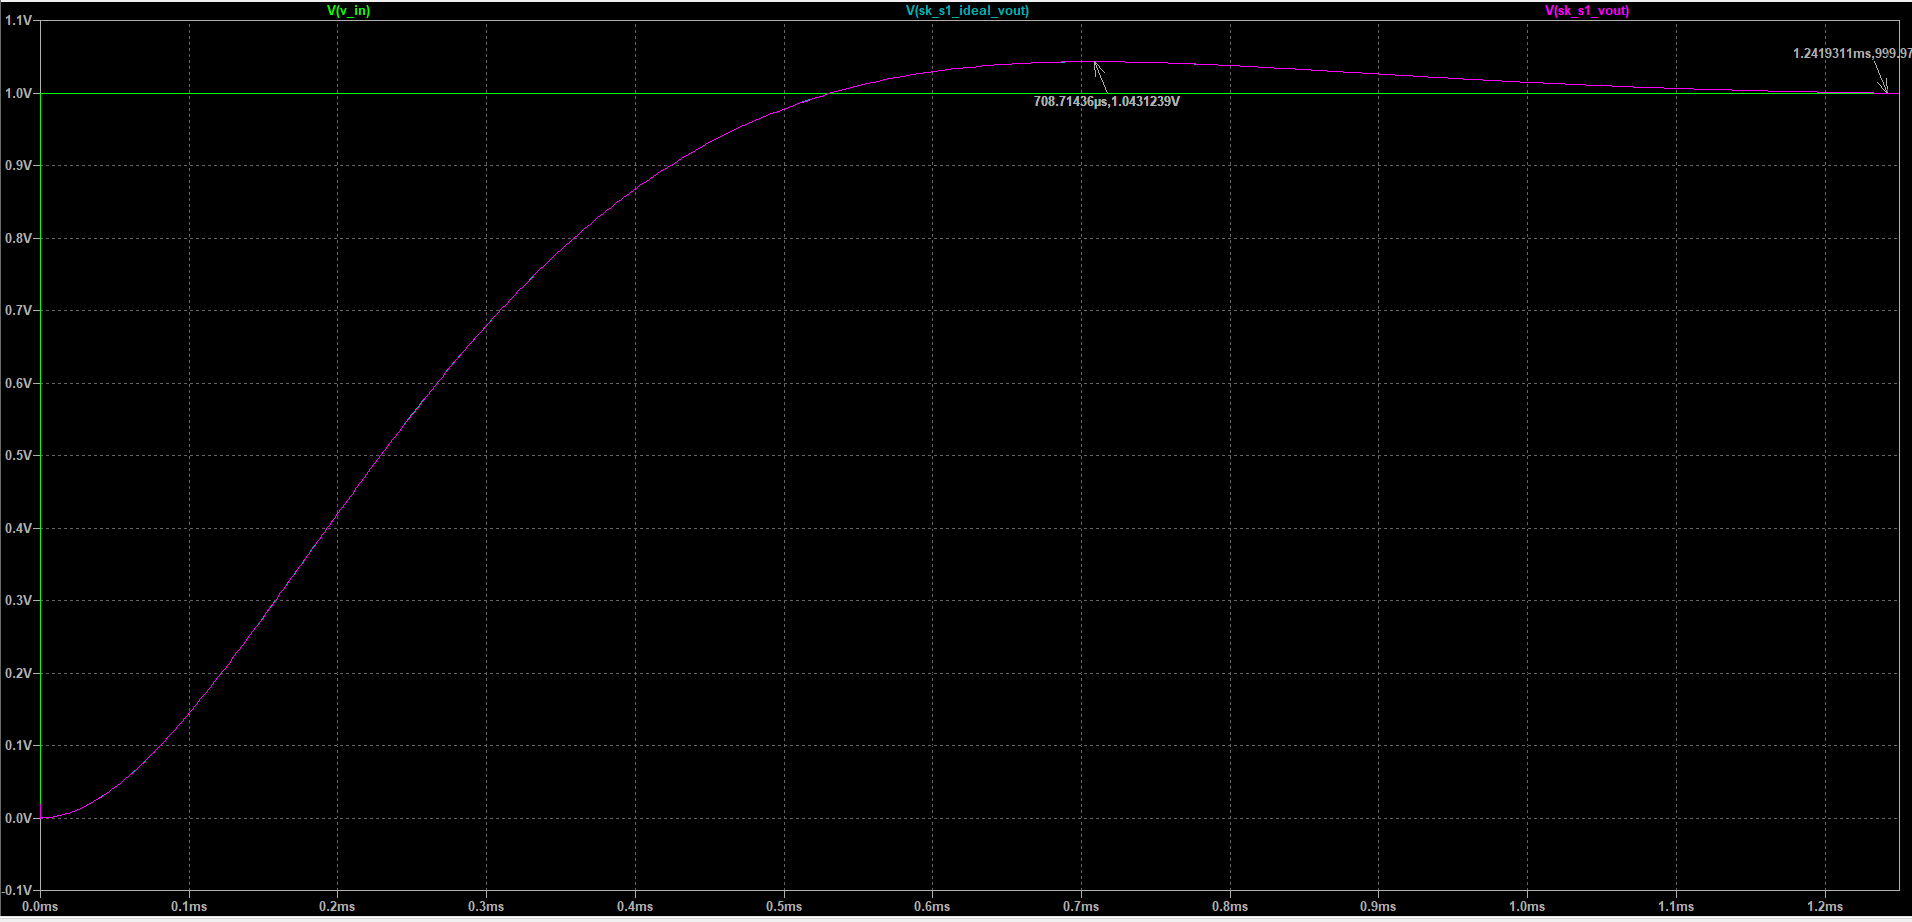 V(v_in) V(sk_s1_ideal_vout) V(sk_s1_vout)
1.1V
1.2419311ms,999.97
1.0V
708.71436µs,1.0431239V
0.9V
0.8V
0.7V
0.6V
0.5V
0.4V
0.3V
0.2V
0.1V
0.0V
-0.1V
0.0ms 0.1ms 0.2ms 0.3ms 0.4ms 0.5ms 0.6ms 0.7ms 0.8ms 0.9ms 1.0ms 1.1ms 1.2ms